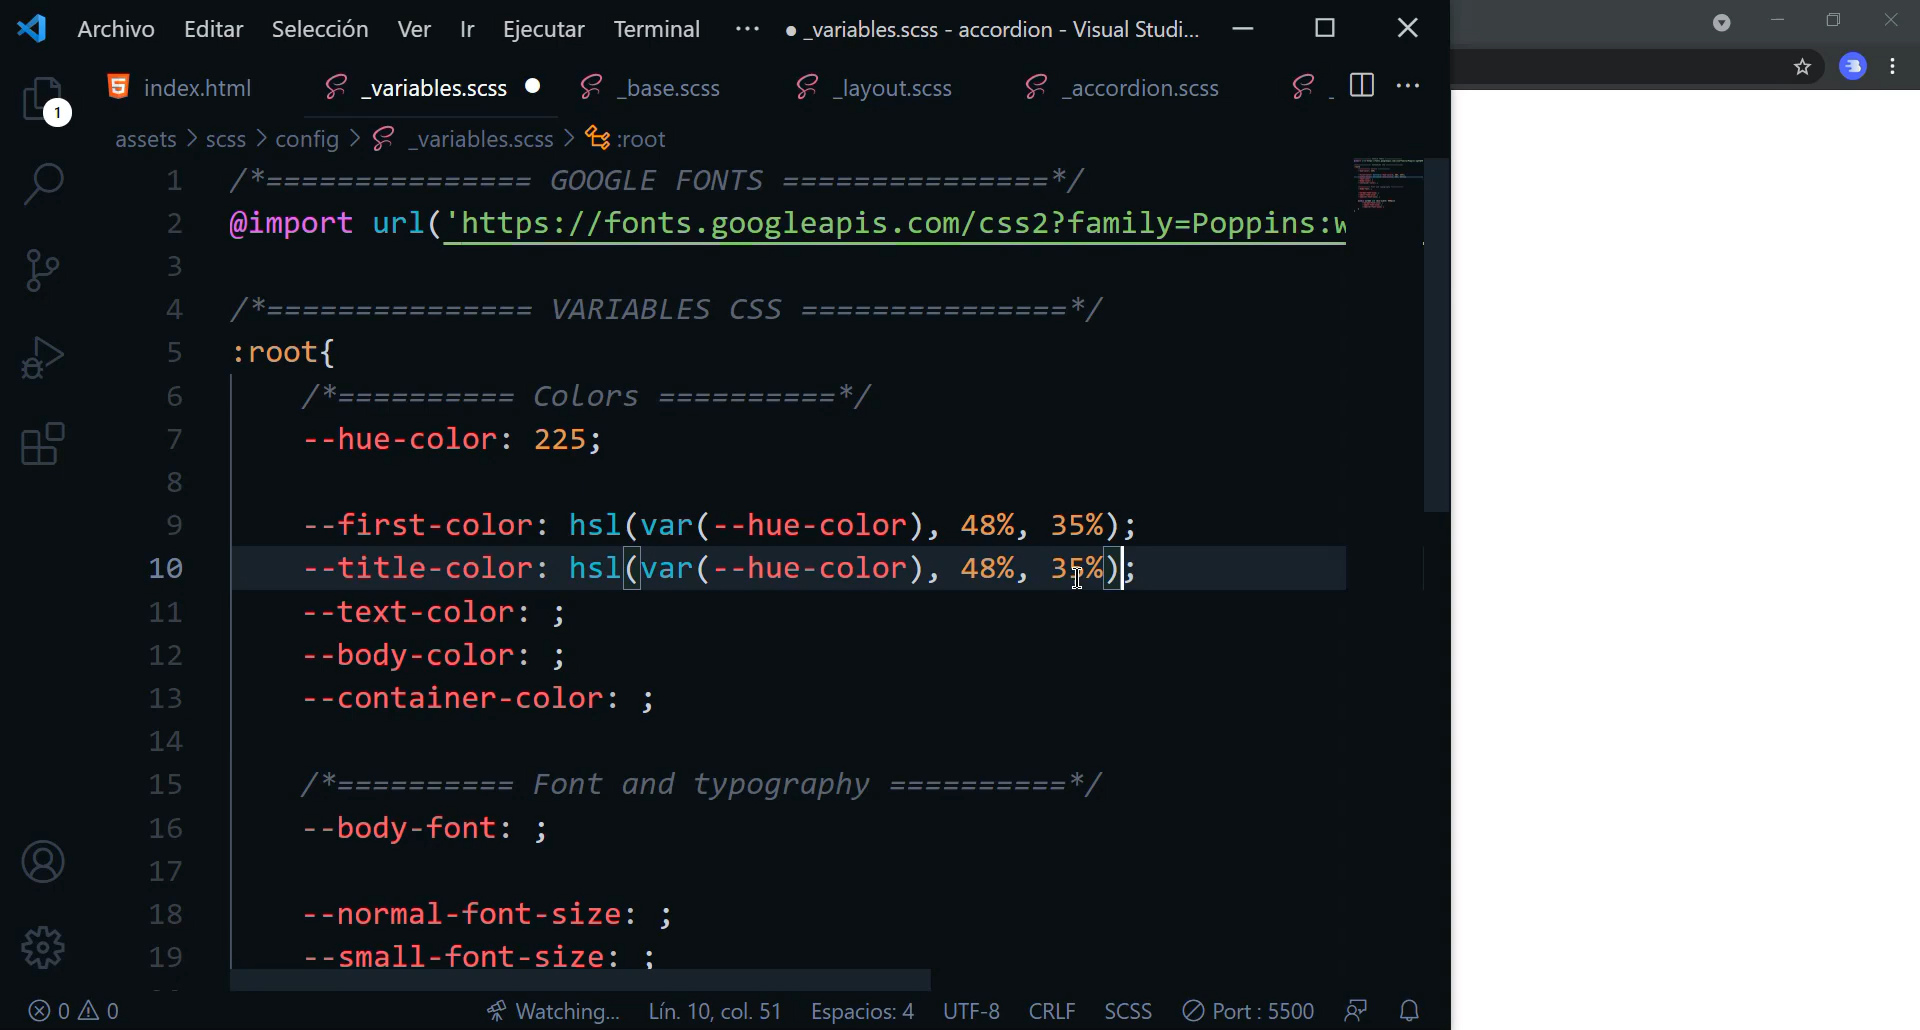 Archivo Editar Selección Ver Ir Ejecutar Terminal ··· ● _variables.scss - accordion - Visual Studi...
index.html _variables.scss _base.scss _layout.scss _accordion.scss _
1
assets > scss > config > _variables.scss > :root
1 /*=============== GOOGLE FONTS ===============*/
2 @import url('https://fonts.googleapis.com/css2?family=Poppins:w
3
4 /*=============== VARIABLES CSS ===============*/
5 :root{
6 /*========== Colors ==========*/
7 --hue-color: 225;
8
9 --first-color: hsl(var(--hue-color), 48%, 35%);
10 --title-color: hsl(var(--hue-color), 48%, 35%);
11 --text-color: ;
12 --body-color: ;
13 --container-color: ;
14
15 /*========== Font and typography ==========*/
16 --body-font: ;
17
18 --normal-font-size: ;
19 --small-font-size: ;
0 0 Watching... Lín. 10, col. 51 Espacios: 4 UTF-8 CRLF SCSS Port : 5500